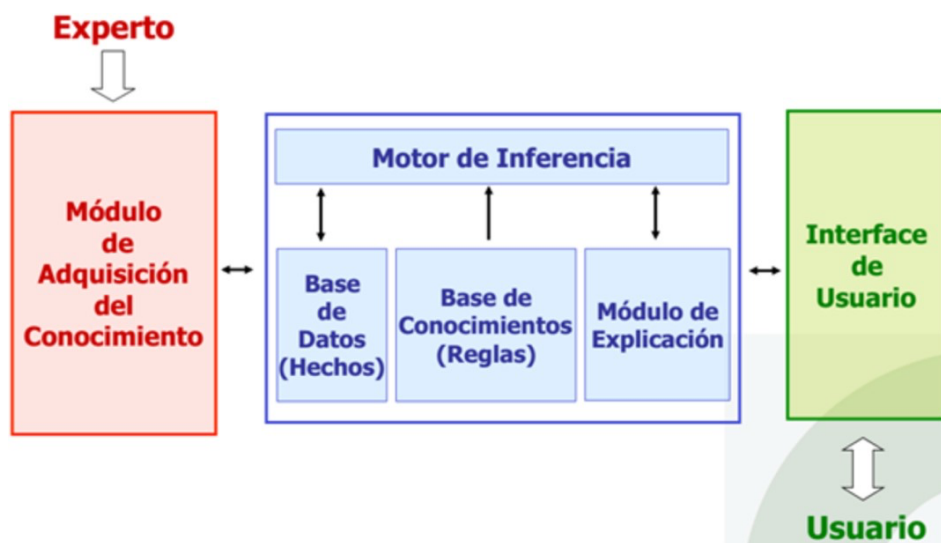 Experto
Módulo
de
Adquisición
del
Conocimiento
Motor de Inferencia
Base
de
Datos
(Hechos)
Base de
Conocimientos
(Reglas)
Módulo de
Explicación
Interface
de
Usuario
Usuario